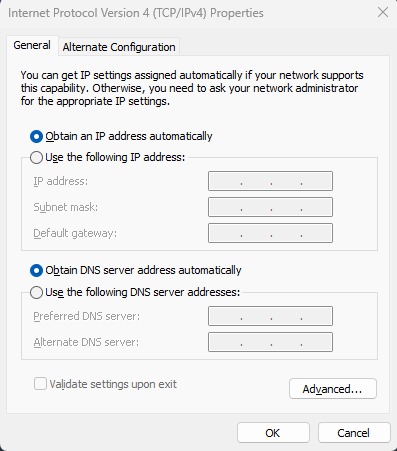 Internet Protocol Version 4 (TCP/IPv4) Properties
General
Alternate Configuration
You can get IP settings assigned automatically if your network supports
this capability. Otherwise, you need to ask your network administrator
for the appropriate IP settings.
Obtain an IP address automatically
Use the following IP address:
IP address:
Subnet mask:
Default gateway:
Obtain DNS server address automatically
Use the following DNS server addresses:
Preferred DNS server:
Alternate DNS server:
Validate settings upon exit
Advanced...
OK
Cancel